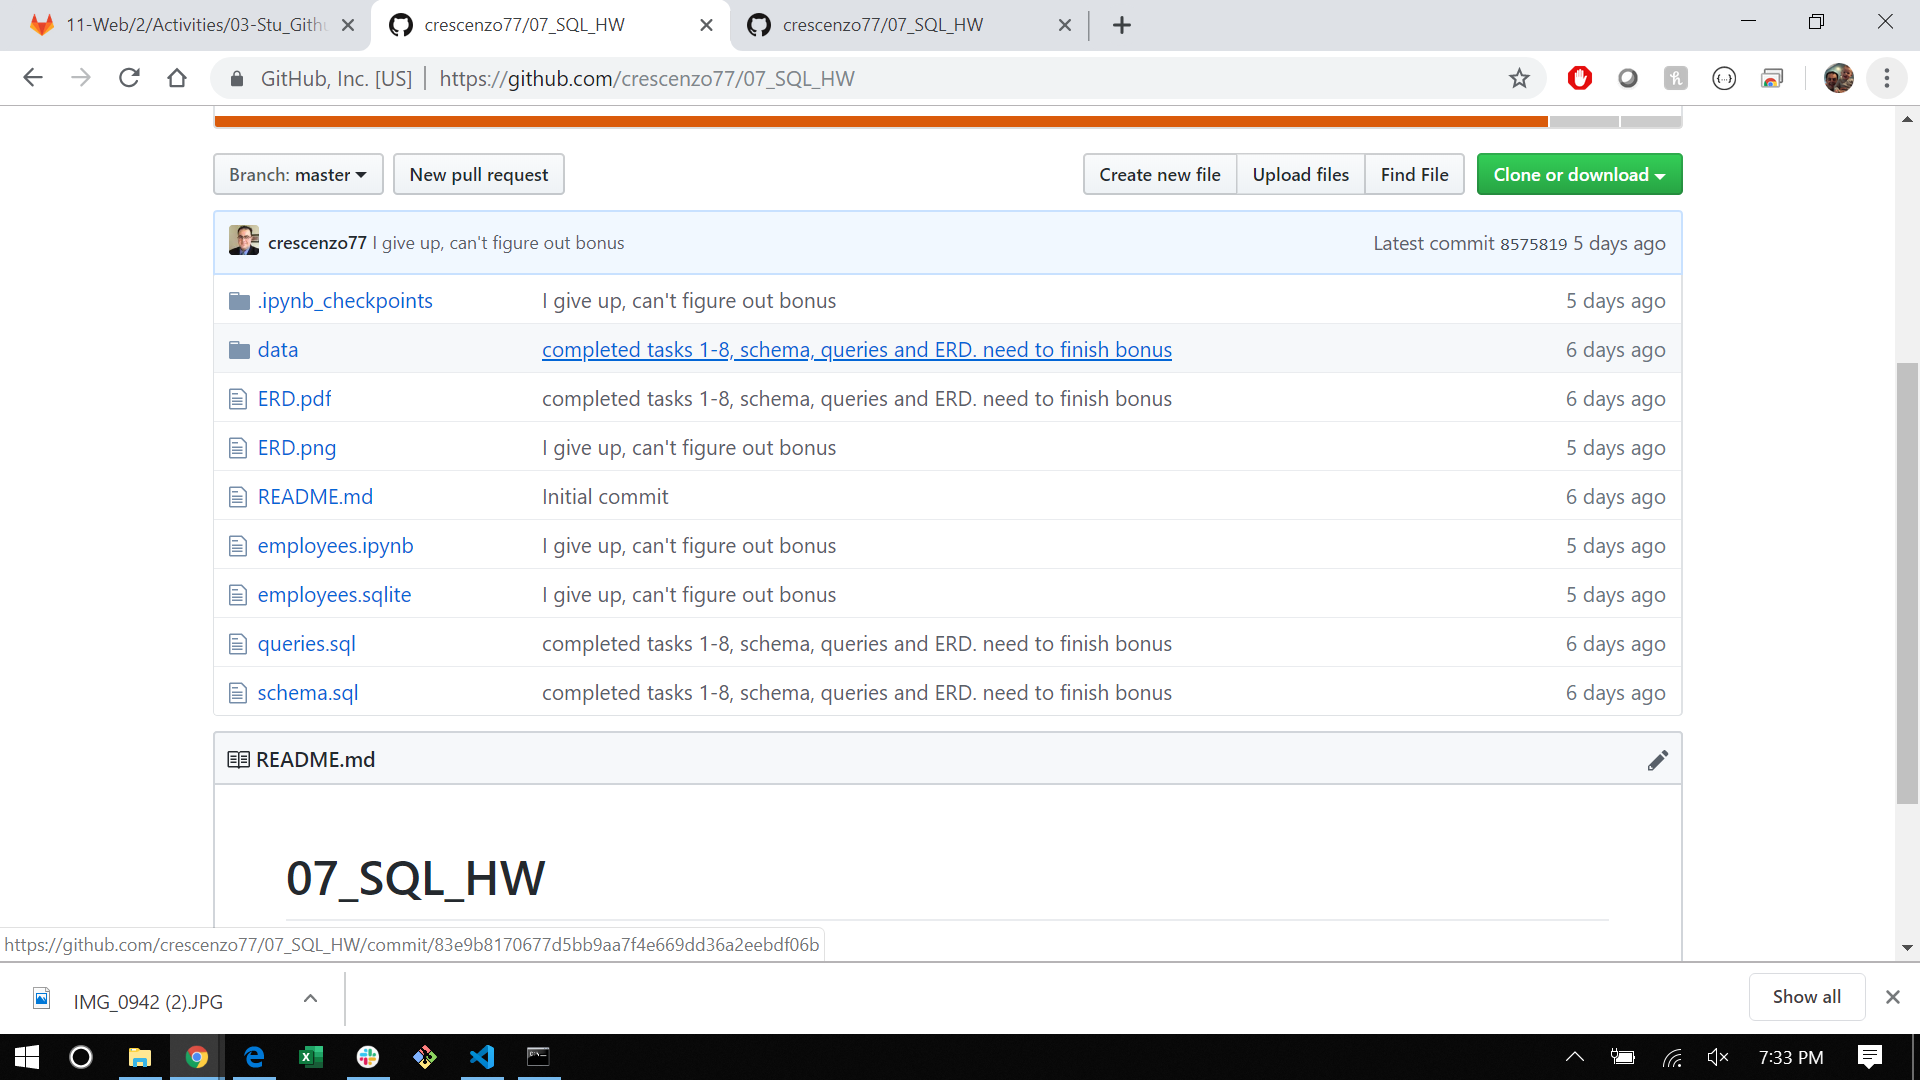 11-Web/2/Activities/03-Stu_Gith
crescenzo77/07_SQL_HW
crescenzo77/07_SQL_HW
GitHub, Inc. [US] | https://github.com/crescenzo77/07_SQL_HW
Branch: master
New pull request
Create new file
Upload files
Find File
Clone or download
crescenzo77 I give up, can't figure out bonus
Latest commit 8575819 5 days ago
.ipynb_checkpoints I give up, can't figure out bonus 5 days ago
data completed tasks 1-8, schema, queries and ERD. need to finish bonus 6 days ago
ERD.pdf completed tasks 1-8, schema, queries and ERD. need to finish bonus 6 days ago
ERD.png I give up, can't figure out bonus 5 days ago
README.md Initial commit 6 days ago
employees.ipynb I give up, can't figure out bonus 5 days ago
employees.sqlite I give up, can't figure out bonus 5 days ago
queries.sql completed tasks 1-8, schema, queries and ERD. need to finish bonus 6 days ago
schema.sql completed tasks 1-8, schema, queries and ERD. need to finish bonus 6 days ago
README.md
07_SQL_HW
https://github.com/crescenzo77/07_SQL_HW/commit/83e9b8170677d5bb9aa7f4e669dd36a2eebdf06b
IMG_0942 (2).JPG
Show all
7:33 PM